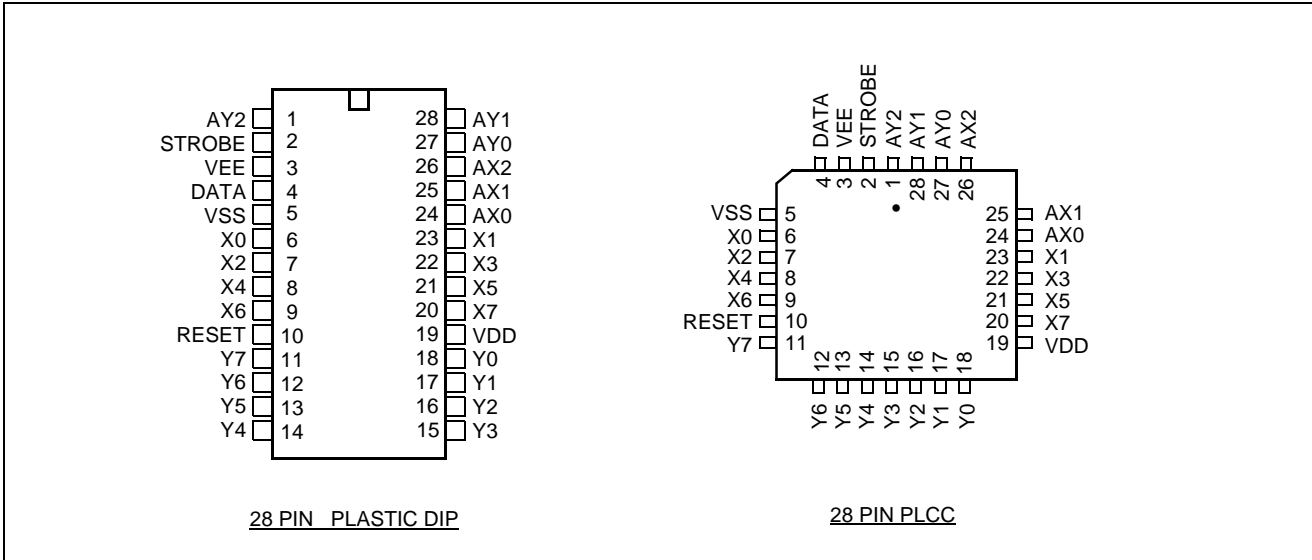 AY2 1 28 AY1
STROBE 2 27 AY0
VEE 3 26 AX2
DATA 4 25 AX1
VSS 5 24 AX0
X0 6 23 X1
X2 7 22 X3
X4 8 21 X5
X6 9 20 X7
RESET 10 19 VDD
Y7 11 18 Y0
Y6 12 17 Y1
Y5 13 16 Y2
Y4 14 15 Y3
28 PIN PLASTIC DIP
DATA VEE STROBE AY2 AY1 AY0 AX2
4 3 2 1 28 27 26
VSS 5 25 AX1
X0 6 24 AX0
X2 7 23 X1
X4 8 22 X3
X6 9 21 X5
RESET 10 20 X7
Y7 11 19 VDD
12 13 14 15 16 17 18
Y6 Y5 Y4 Y3 Y2 Y1 Y0
28 PIN PLCC